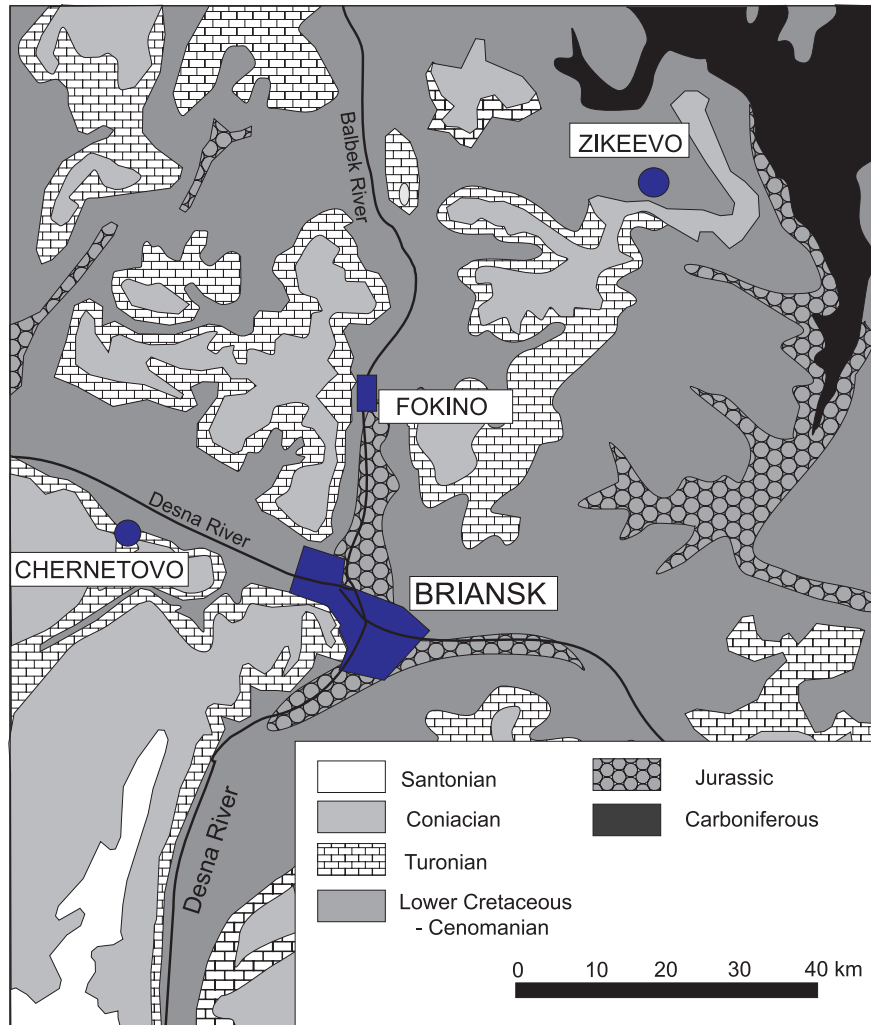 Balbek River
ZIKEEVO
FOKINO
Desna River
CHERNETOVO
BRIANSK
Desna River
Santonian
Coniacian
Turonian
Lower Cretaceous
- Cenomanian
Jurassic
Carboniferous
0 10 20 30 40 km